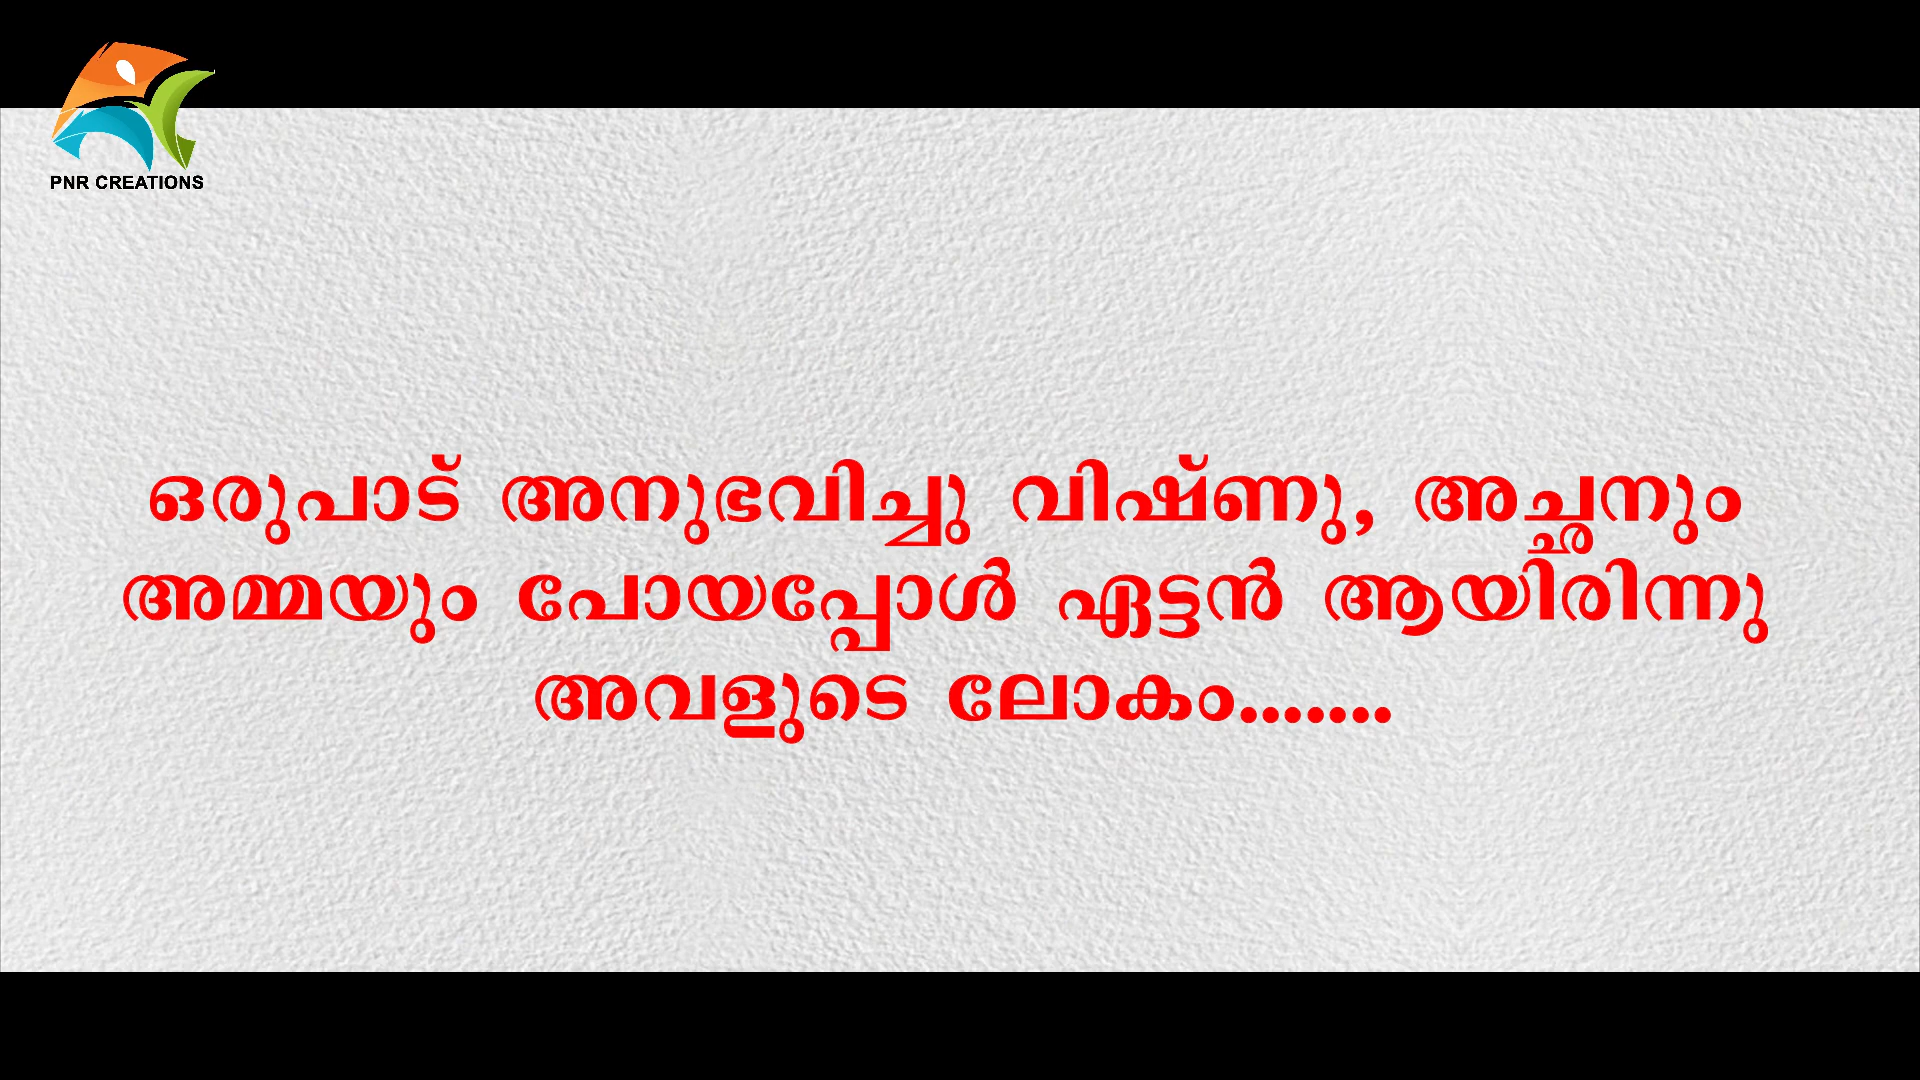 PNR CREATIONS
ഒരുപാട് അനുഭവിച്ചു വിഷ്ണു, അച്ഛനും
അമ്മയും പോയപ്പോൾ ഏട്ടൻ ആയിരിന്നു
അവളുടെ ലോകം.......